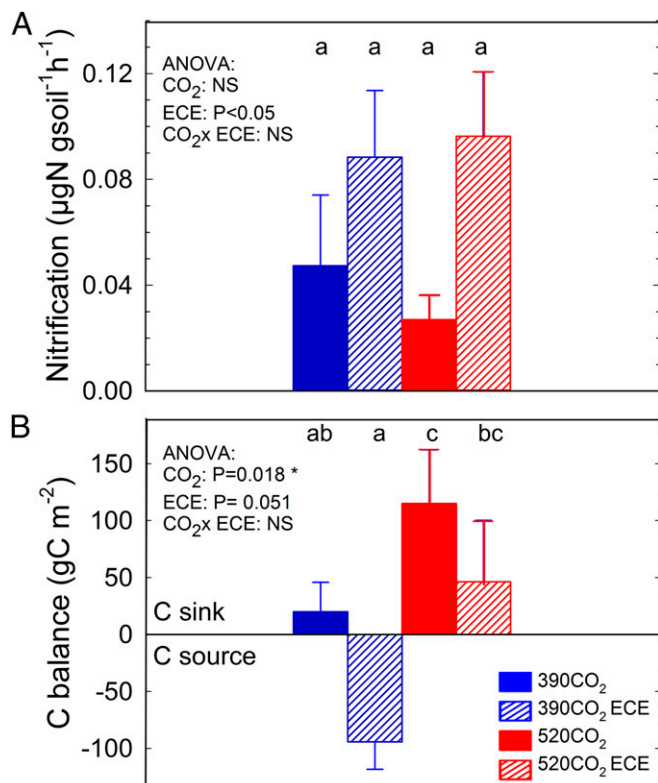 A
Nitrification (µgN gsoil⁻¹h⁻¹)
0.12
0.08
0.04
0.00
ANOVA:
CO₂: NS
ECE: P<0.05
CO₂x ECE: NS
a a a a
B
C balance (gC m⁻²)
150
100
50
0
-50
-100
ANOVA:
CO₂: P=0.018 *
ECE: P= 0.051
CO₂x ECE: NS
ab a c bc
C sink
C source
390CO₂
390CO₂ ECE
520CO₂
520CO₂ ECE